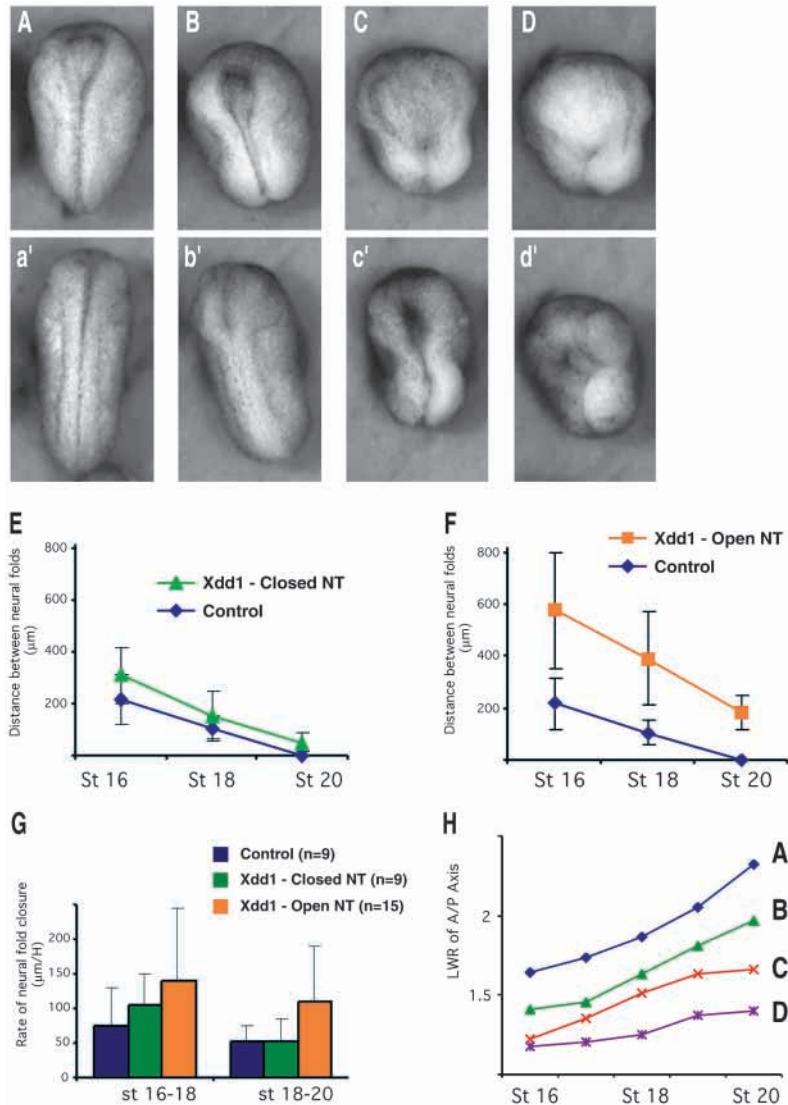 A
B
C
D
a'
b'
c'
d'
E
Distance between neural folds
(µm)
800
600
400
200
Xdd1 - Closed NT
Control
St 16
St 18
St 20
F
Distance between neural folds
(µm)
800
600
400
200
Xdd1 - Open NT
Control
St 16
St 18
St 20
G
Rate of neural fold closure
(µm/H)
200
150
100
50
0
Control (n=9)
Xdd1 - Closed NT (n=9)
Xdd1 - Open NT (n=15)
st 16-18
st 18-20
H
LWR of A/P Axis
2
1.5
A
B
C
D
St 16
St 18
St 20